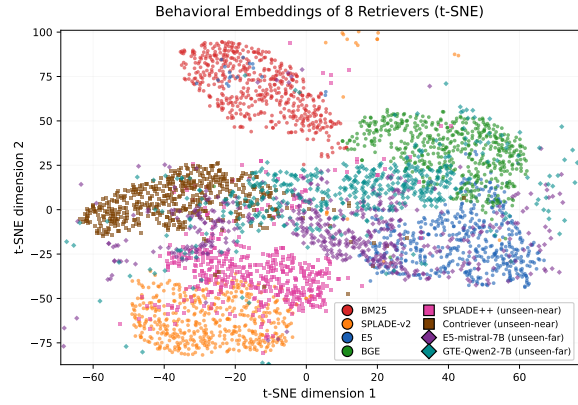 Behavioral Embeddings of 8 Retrievers (t-SNE)
100
75
50
25
0
−25
−50
−75
t-SNE dimension 2
−60
−40
−20
0
20
40
60
t-SNE dimension 1
BM25
SPLADE-v2
E5
BGE
SPLADE++ (unseen-near)
Contriever (unseen-near)
E5-mistral-7B (unseen-far)
GTE-Qwen2-7B (unseen-far)